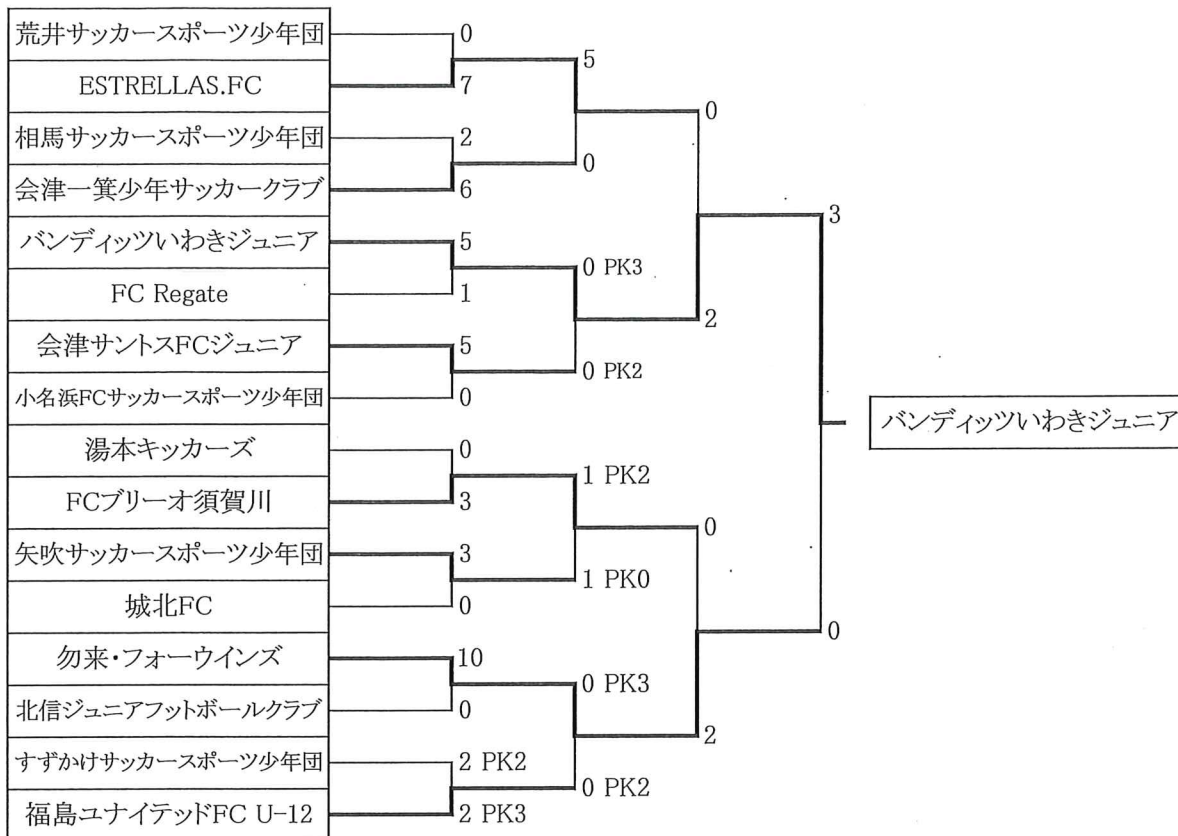 荒井サッカースポーツ少年団
0
5
ESTRELLAS.FC
7
0
相馬サッカースポーツ少年団
2
0
会津一箕少年サッカークラブ
6
3
バンディッツいわきジュニア
5
0 PK3
FC Regate
1
2
会津サントスFCジュニア
5
0 PK2
小名浜FCサッカースポーツ少年団
0
バンディッツいわきジュニア
湯本キッカーズ
0
1 PK2
FCブリーオ須賀川
3
0
矢吹サッカースポーツ少年団
3
1 PK0
城北FC
0
0
勿来・フォーウインズ
10
0 PK3
北信ジュニアフットボールクラブ
0
2
すずかけサッカースポーツ少年団
2 PK2
0 PK2
福島ユナイテッドFC U-12
2 PK3